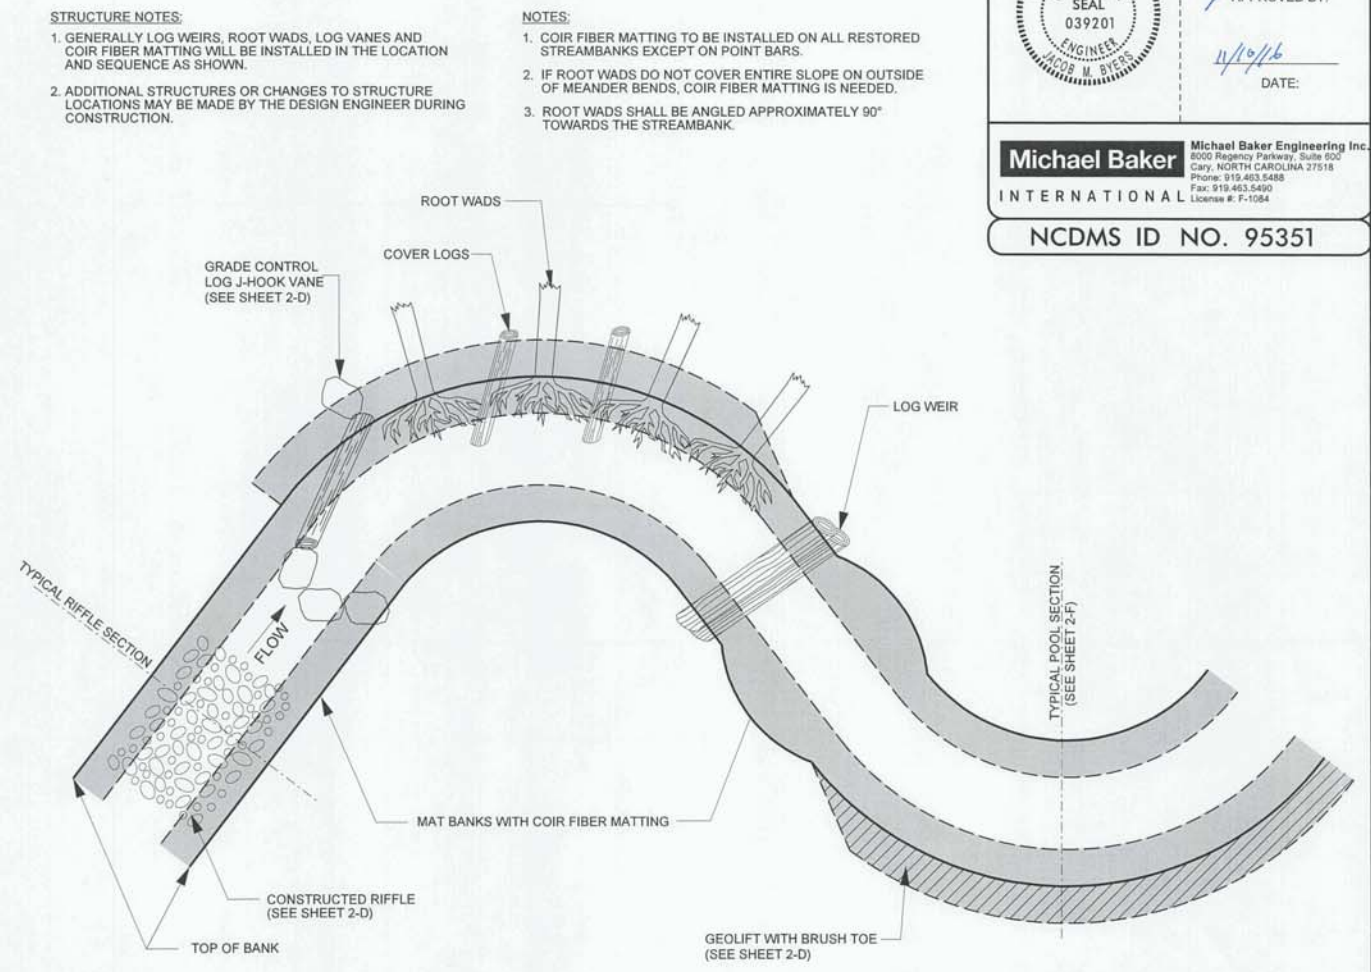 STRUCTURE NOTES:
1. GENERALLY LOG WEIRS, ROOT WADS, LOG VANES AND
COIR FIBER MATTING WILL BE INSTALLED IN THE LOCATION
AND SEQUENCE AS SHOWN.
2. ADDITIONAL STRUCTURES OR CHANGES TO STRUCTURE
LOCATIONS MAY BE MADE BY THE DESIGN ENGINEER DURING
CONSTRUCTION.
NOTES:
1. COIR FIBER MATTING TO BE INSTALLED ON ALL RESTORED
STREAMBANKS EXCEPT ON POINT BARS.
2. IF ROOT WADS DO NOT COVER ENTIRE SLOPE ON OUTSIDE
OF MEANDER BENDS, COIR FIBER MATTING IS NEEDED.
3. ROOT WADS SHALL BE ANGLED APPROXIMATELY 90°
TOWARDS THE STREAMBANK.
SEAL
039201
ENGINEER
JACOB M. BYERS
APPROVED BY:
11/10/16
DATE:
Michael Baker
INTERNATIONAL
Michael Baker Engineering Inc.
8000 Regency Parkway, Suite 600
Cary, NORTH CAROLINA 27518
Phone: 919.463.5488
Fax: 919.463.5490
License #: F-1084
NCDMS ID NO. 95351
ROOT WADS
COVER LOGS
GRADE CONTROL
LOG J-HOOK VANE
(SEE SHEET 2-D)
LOG WEIR
TYPICAL RIFFLE SECTION
FLOW
TYPICAL POOL SECTION
(SEE SHEET 2-F)
MAT BANKS WITH COIR FIBER MATTING
CONSTRUCTED RIFFLE
(SEE SHEET 2-D)
TOP OF BANK
GEOLIFT WITH BRUSH TOE
(SEE SHEET 2-D)